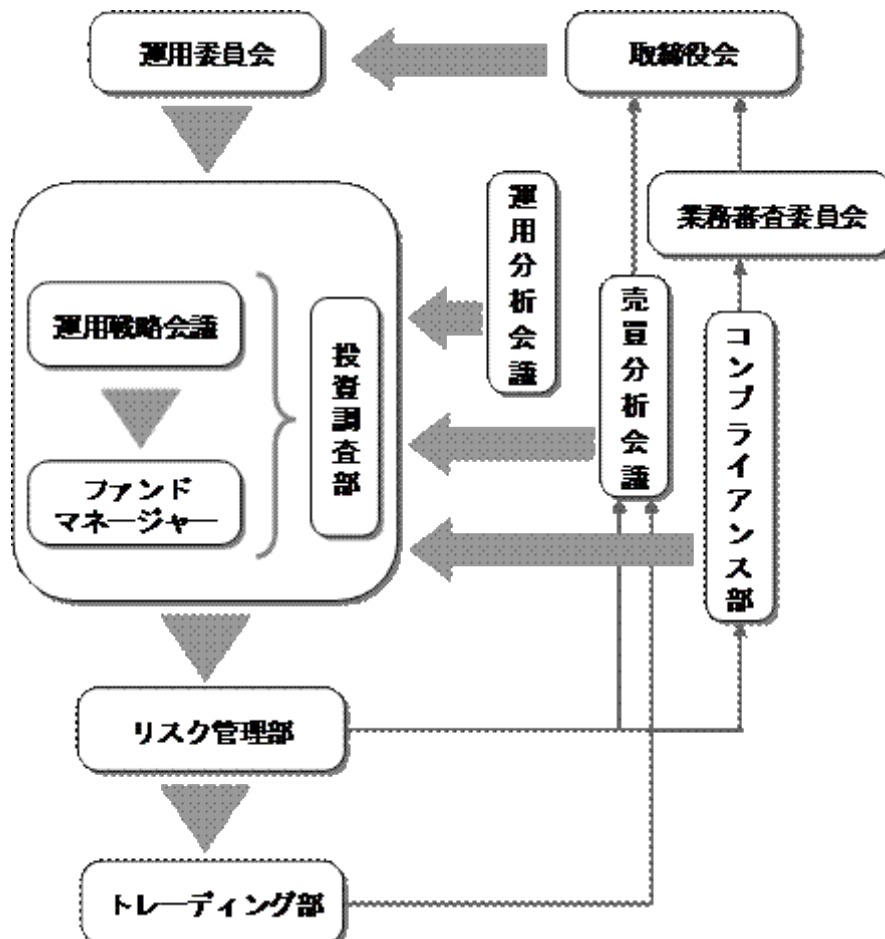 運用委員会
取締役会
運用分析会議
業務審査委員会
運用戦略会議
投資調査部
売買分析会議
コンプライアンス部
ファンド
マネージャー
リスク管理部
トレーディング部